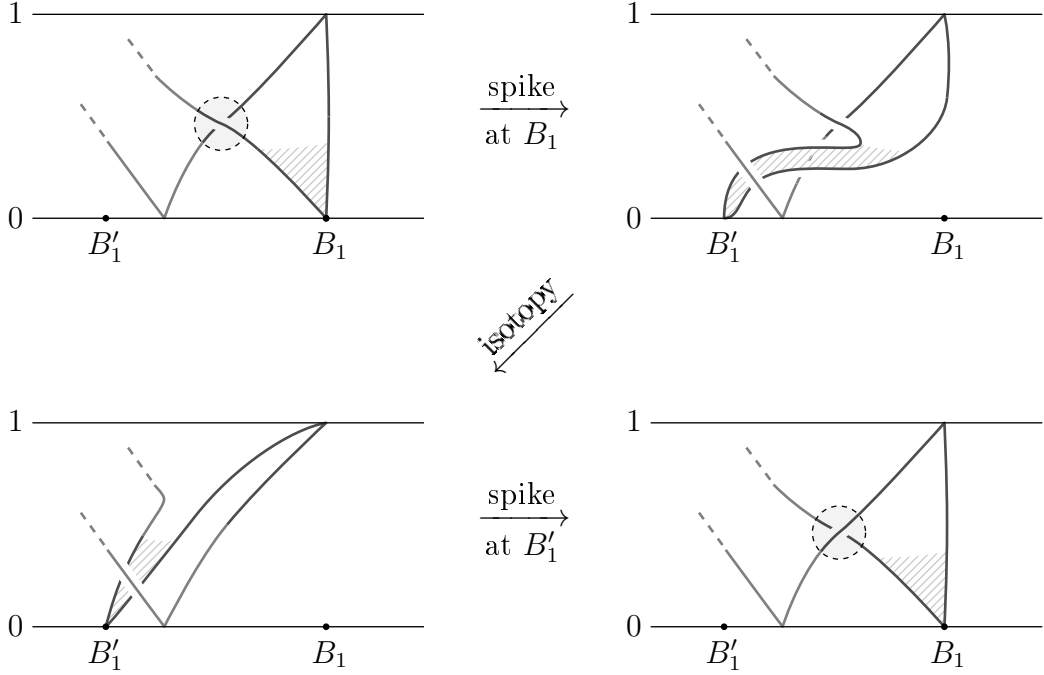 1
0
B₁′
B₁
spike
at B₁
1
0
B₁′
B₁
isotopy
1
0
B₁′
B₁
spike
at B₁′
1
0
B₁′
B₁